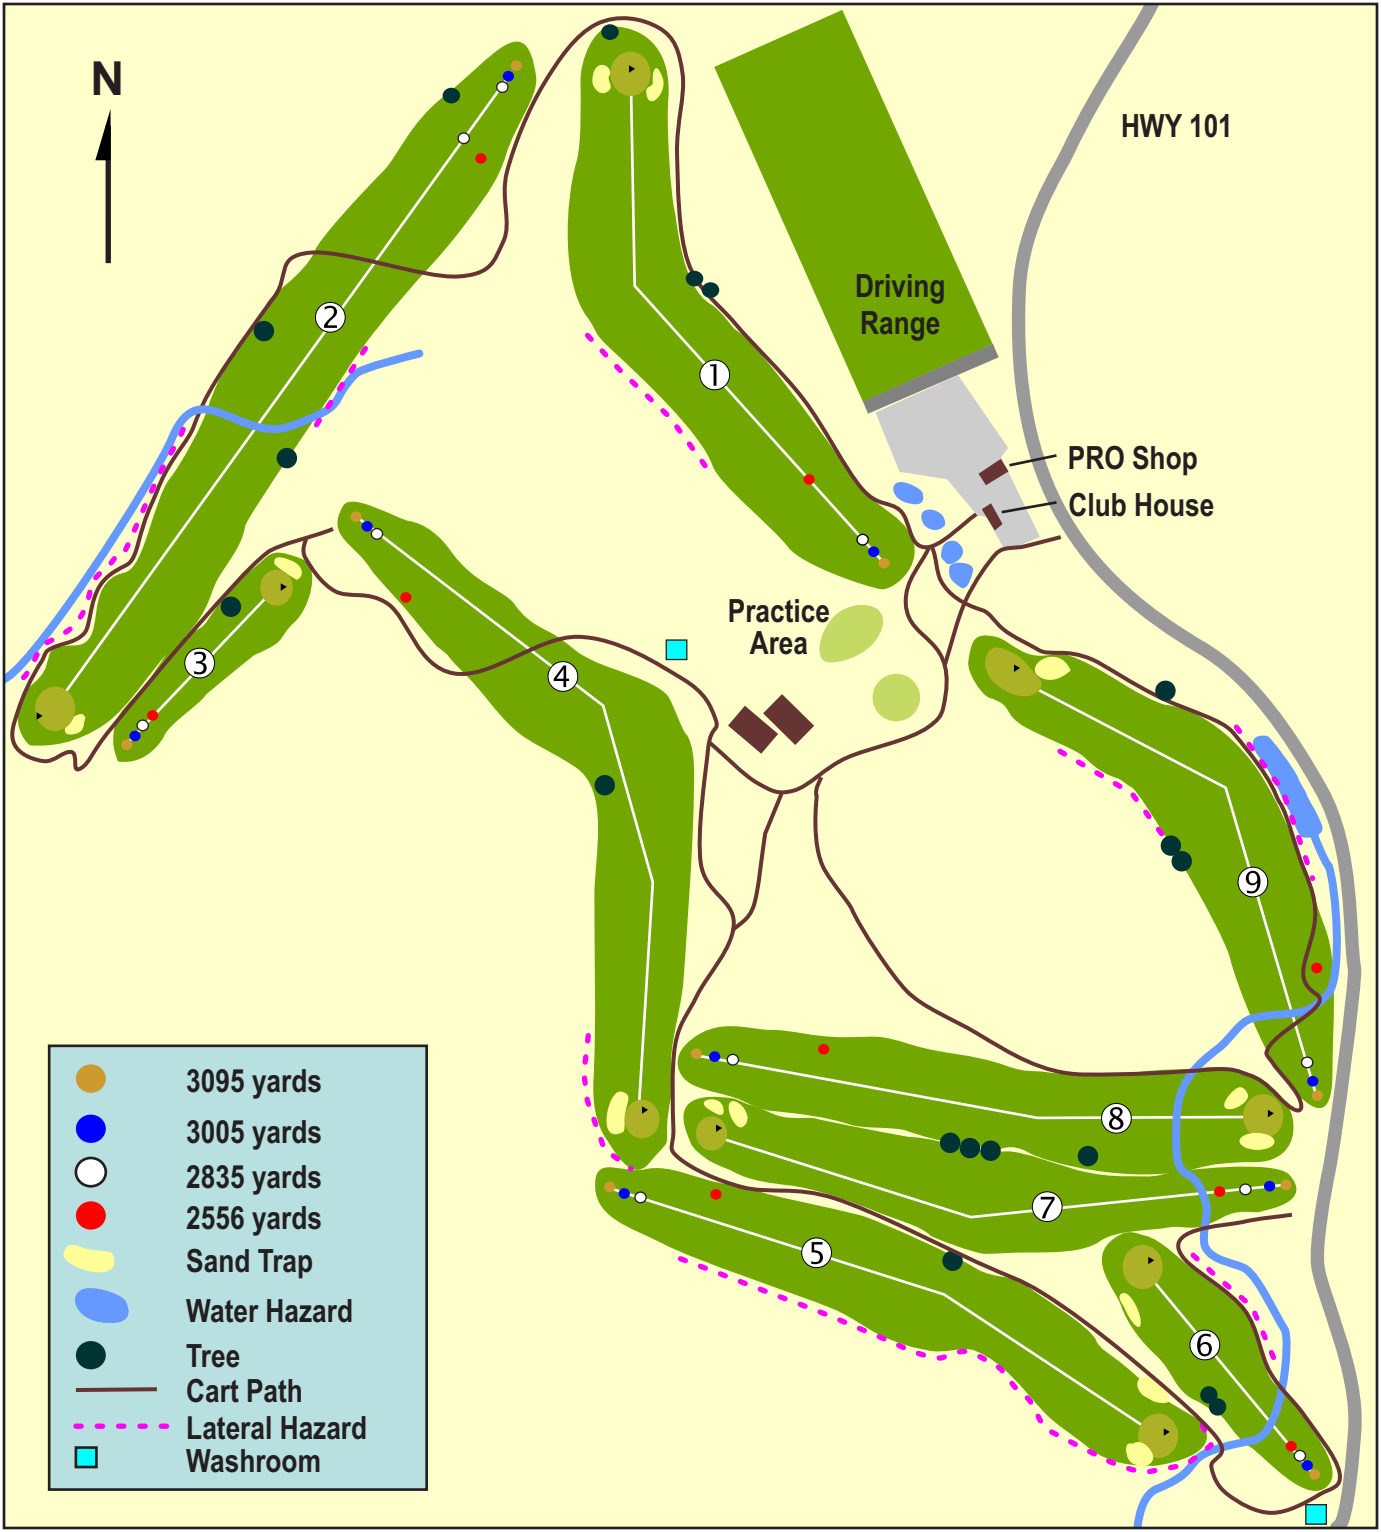 N
HWY 101
Driving
Range
2
1
PRO Shop
Club House
Practice
Area
3
4
9
8
7
5
6
3095 yards
3005 yards
2835 yards
2556 yards
Sand Trap
Water Hazard
Tree
Cart Path
Lateral Hazard
Washroom